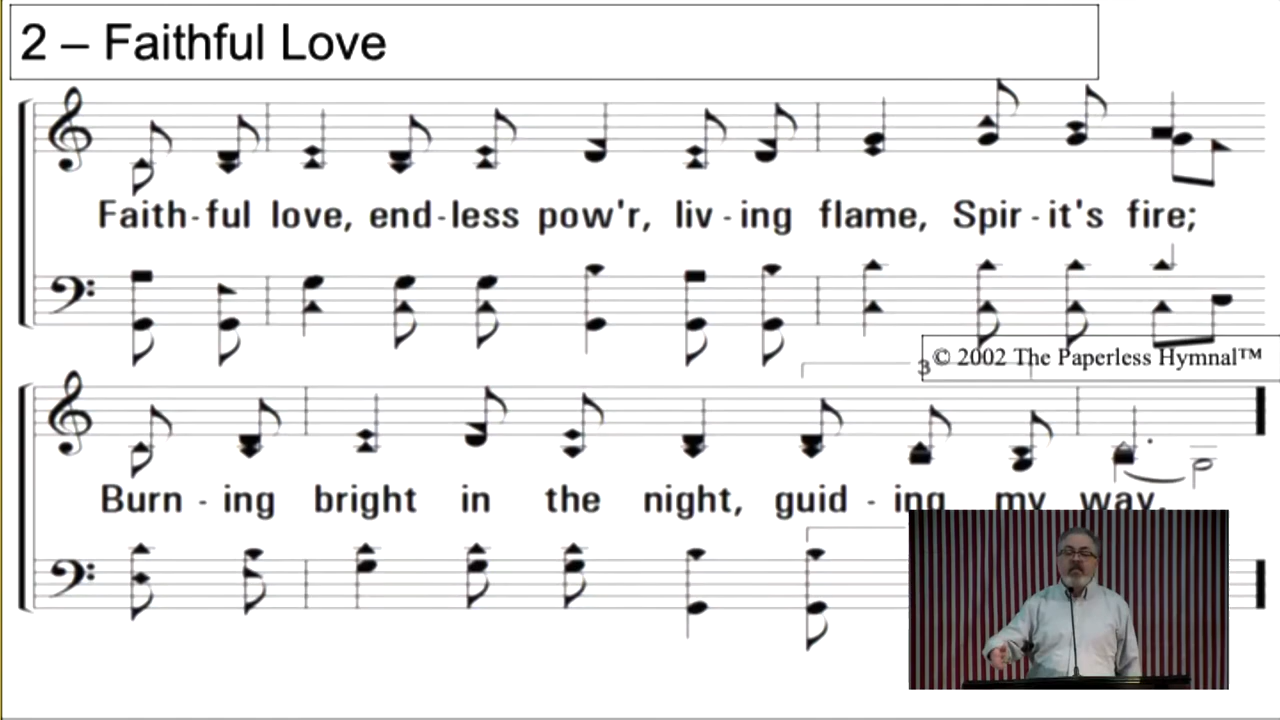 2 – Faithful Love
Faith-ful love, end-less pow'r, liv-ing flame, Spir-it's fire;
© 2002 The Paperless Hymnal™
3
Burn-ing bright in the night, guid-ing my way.